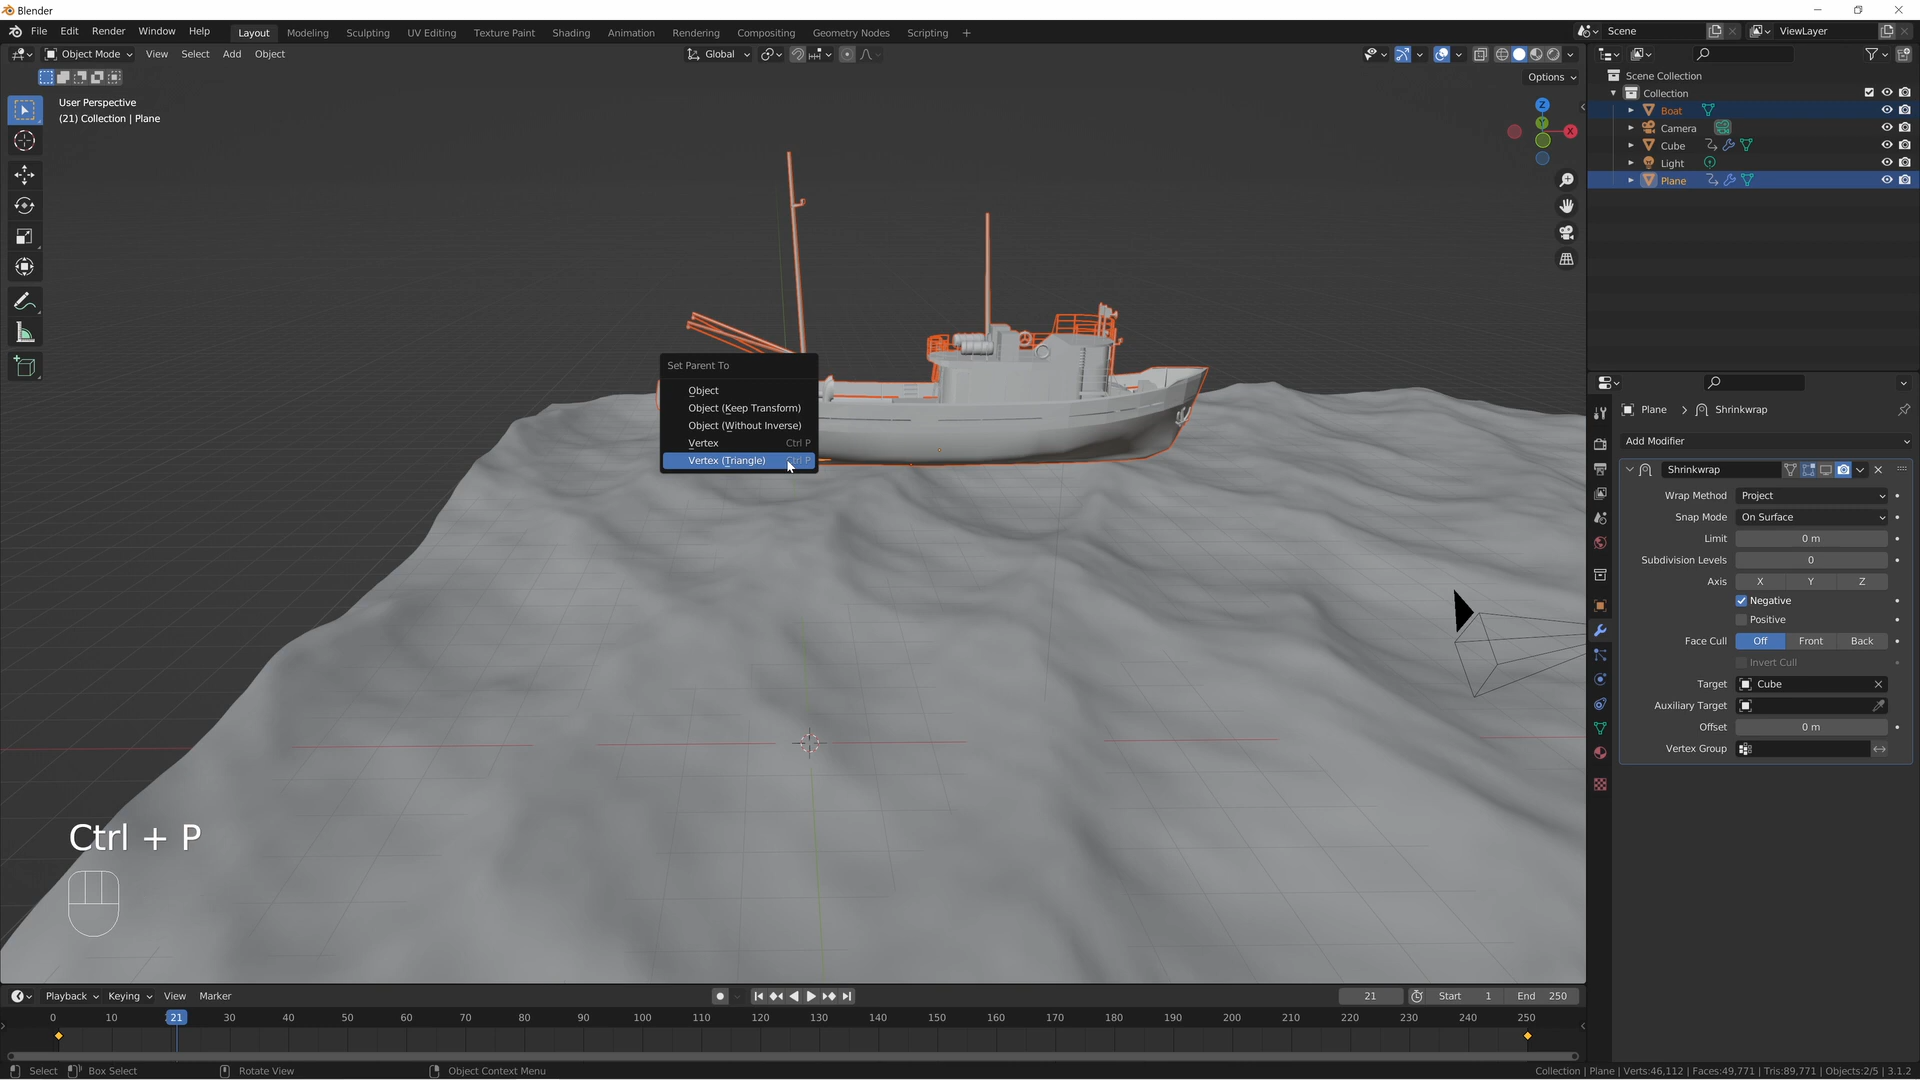 Blender
File Edit Render Window Help Layout Modeling Sculpting UV Editing Texture Paint Shading Animation Rendering Compositing Geometry Nodes Scripting + Scene ViewLayer
Object Mode View Select Add Object Global
Options
User Perspective
(21) Collection | Plane
Z
Y
X
Scene Collection
Collection
Boat
Camera
Cube
Light
Plane
Set Parent To
Object
Object (Keep Transform)
Object (Without Inverse)
Vertex Ctrl P
Vertex (Triangle) Ctrl P
Plane > Shrinkwrap
Add Modifier
Shrinkwrap
Wrap Method Project
Snap Mode On Surface
Limit 0 m
Subdivision Levels 0
Axis X Y Z
Negative
Positive
Face Cull Off Front Back
Invert Cull
Target Cube
Auxiliary Target
Offset 0 m
Vertex Group
Ctrl + P
Playback Keying View Marker 21 Start 1 End 250
0 10 21 30 40 50 60 70 80 90 100 110 120 130 140 150 160 170 180 190 200 210 220 230 240 250
Select Box Select Rotate View Object Context Menu Collection | Plane | Verts:46,112 | Faces:49,771 | Tris:89,771 | Objects:2/5 | 3.1.2